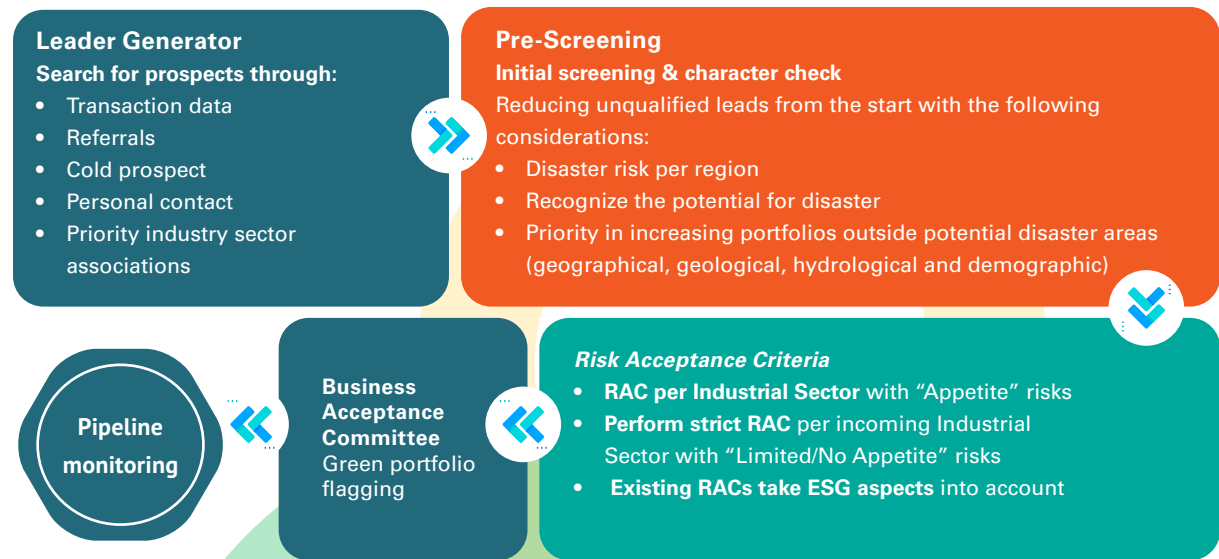 Leader Generator
Search for prospects through:
• Transaction data
• Referrals
• Cold prospect
• Personal contact
• Priority industry sector
associations
Pre-Screening
Initial screening & character check
Reducing unqualified leads from the start with the following
considerations:
• Disaster risk per region
• Recognize the potential for disaster
• Priority in increasing portfolios outside potential disaster areas
(geographical, geological, hydrological and demographic)
Risk Acceptance Criteria
• RAC per Industrial Sector with “Appetite” risks
• Perform strict RAC per incoming Industrial
Sector with “Limited/No Appetite” risks
• Existing RACs take ESG aspects into account
Business
Acceptance
Committee
Green portfolio
flagging
Pipeline
monitoring